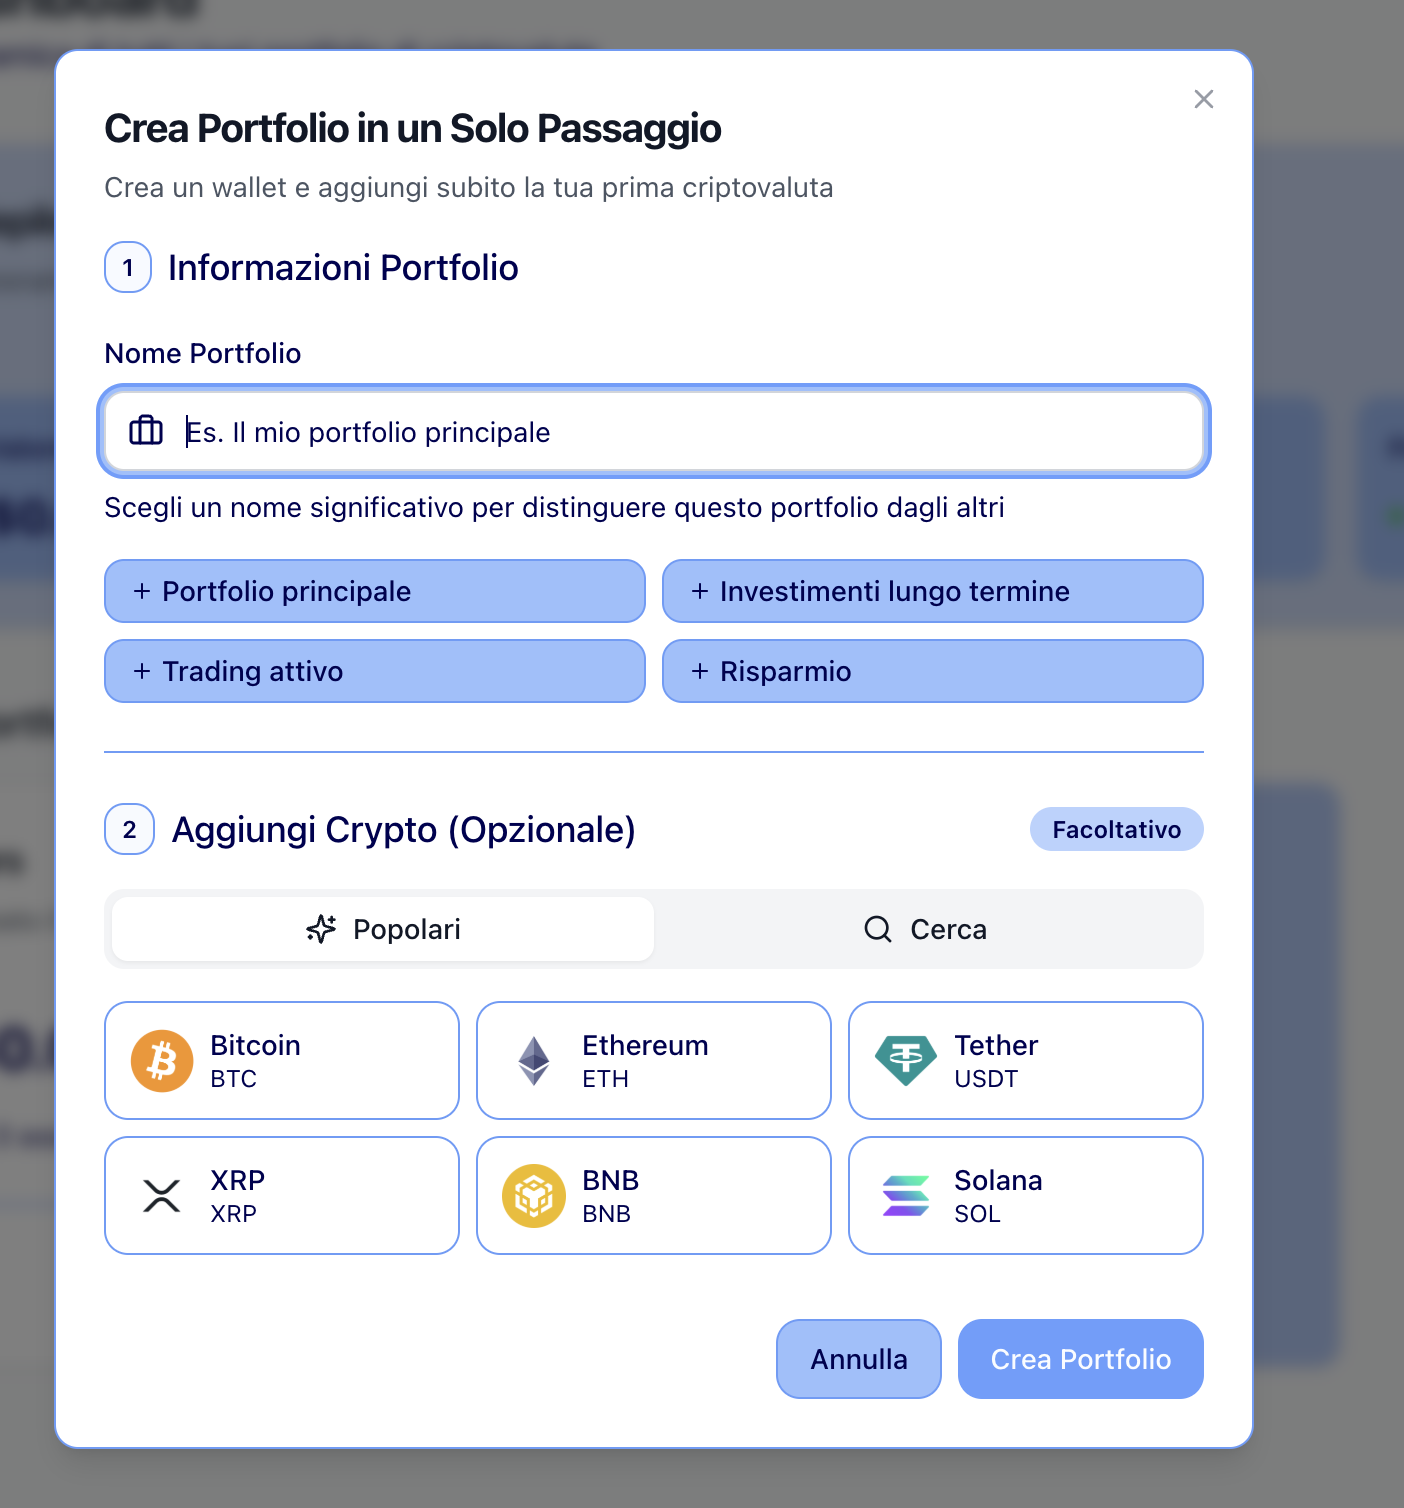 Crea Portfolio in un Solo Passaggio
Crea un wallet e aggiungi subito la tua prima criptovaluta
1 Informazioni Portfolio
Nome Portfolio
Es. Il mio portfolio principale
Scegli un nome significativo per distinguere questo portfolio dagli altri
+ Portfolio principale
+ Investimenti lungo termine
+ Trading attivo
+ Risparmio
2 Aggiungi Crypto (Opzionale)
Facoltativo
Popolari
Cerca
Bitcoin
BTC
Ethereum
ETH
Tether
USDT
XRP
XRP
BNB
BNB
Solana
SOL
Annulla
Crea Portfolio